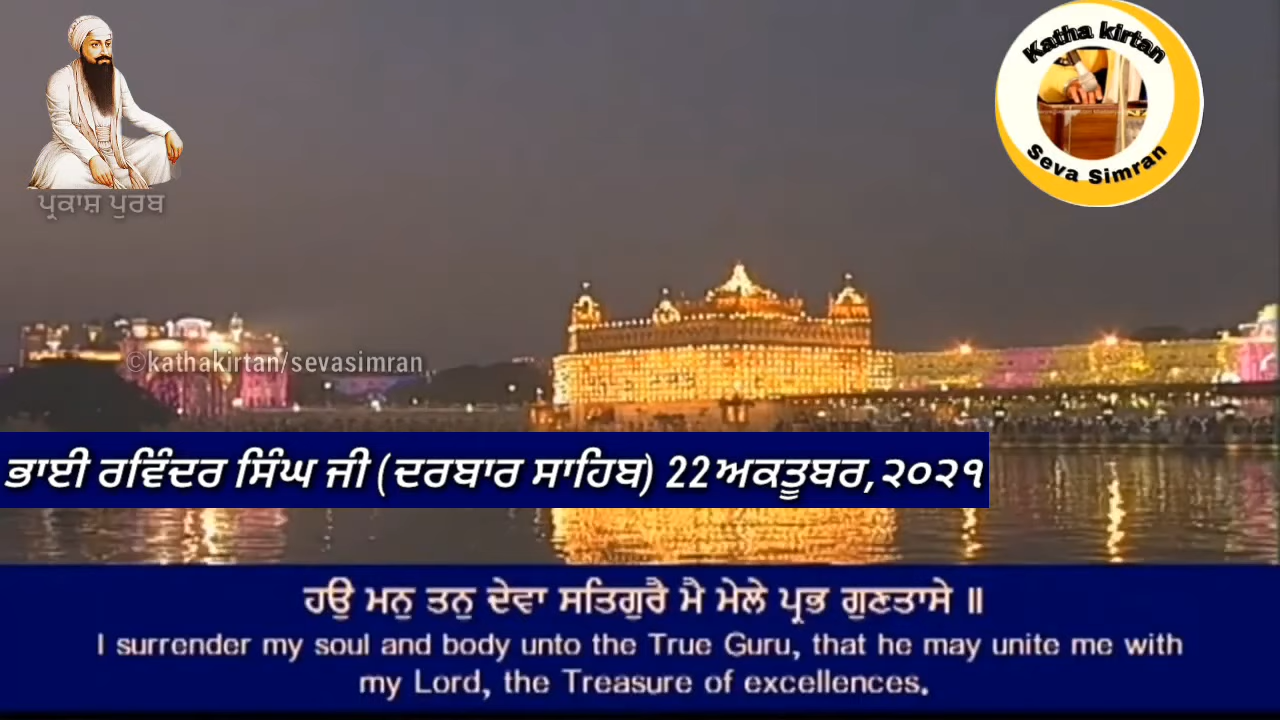 Katha kirtan
Seva Simran
ਪ੍ਰਕਾਸ਼ ਪੁਰਬ
©kathakirtan/sevasimran
ਭਾਈ ਰਵਿੰਦਰ ਸਿੰਘ ਜੀ (ਦਰਬਾਰ ਸਾਹਿਬ) 22ਅਕਤੂਬਰ,੨੦੨੧
ਹਉ ਮਨੁ ਤਨੁ ਦੇਵਾ ਸਤਿਗੁਰੈ ਮੈ ਮੇਲੇ ਪ੍ਰਭ ਗੁਣਤਾਸੇ ॥
I surrender my soul and body unto the True Guru, that he may unite me with
my Lord, the Treasure of excellences.